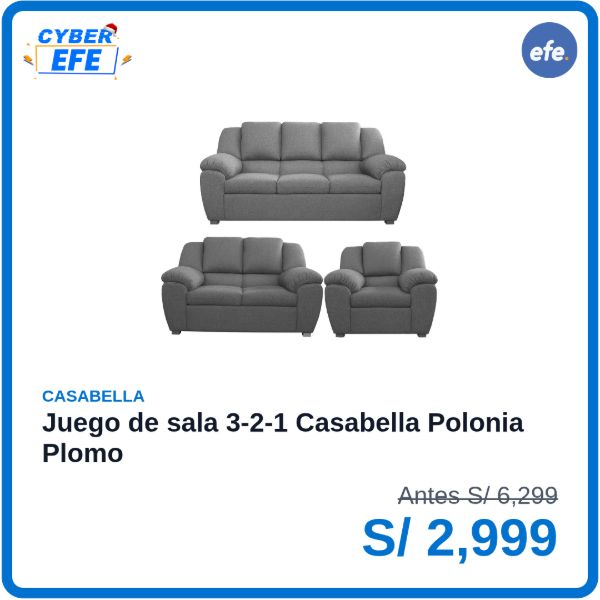 CYBER
EFE
efe.
CASABELLA
Juego de sala 3-2-1 Casabella Polonia
Plomo
Antes S/ 6,299
S/ 2,999